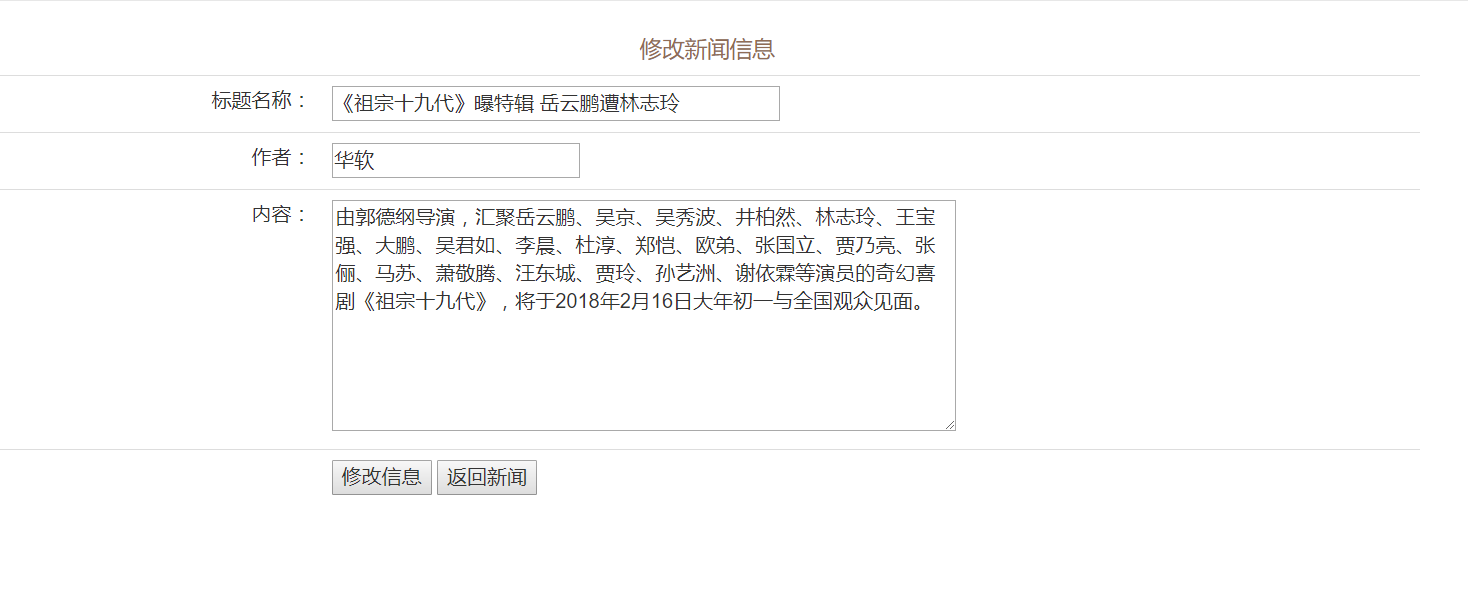 修改新闻信息
标题名称： 《祖宗十九代》曝特辑 岳云鹏遭林志玲
作者： 华软
内容： 由郭德纲导演，汇聚岳云鹏、吴京、吴秀波、井柏然、林志玲、王宝
强、大鹏、吴君如、李晨、杜淳、郑恺、欧弟、张国立、贾乃亮、张
俪、马苏、萧敬腾、汪东城、贾玲、孙艺洲、谢依霖等演员的奇幻喜
剧《祖宗十九代》，将于2018年2月16日大年初一与全国观众见面。
修改信息 返回新闻